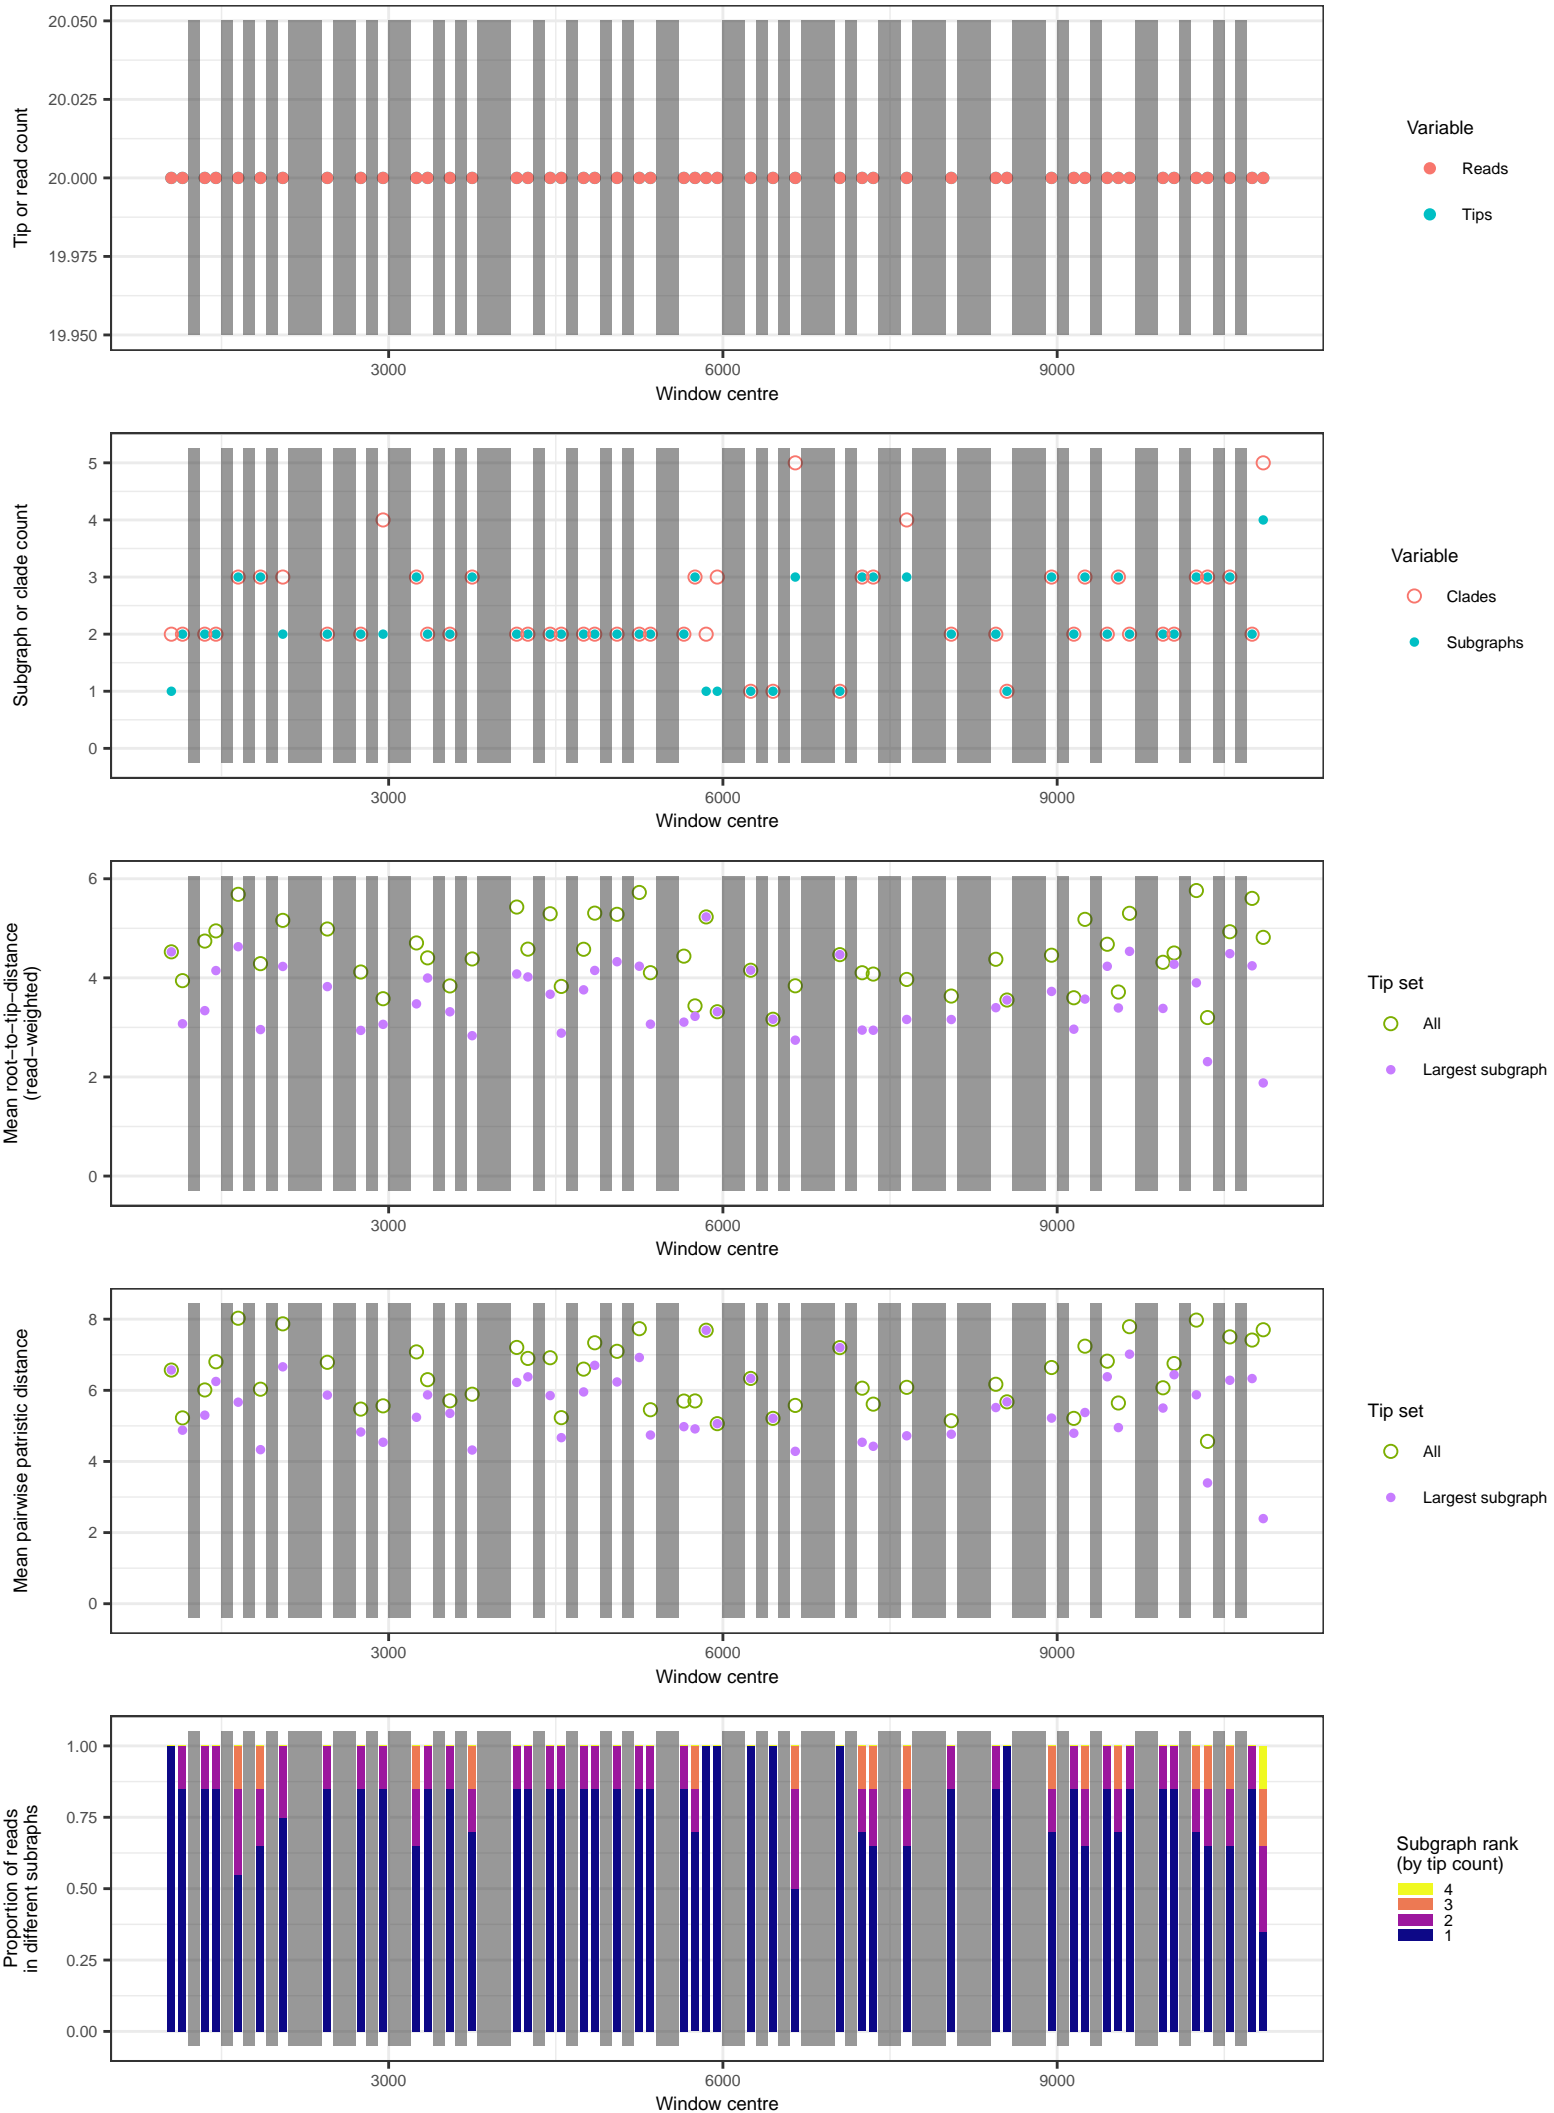 20.050
20.025
20.000
19.975
19.950
Tip or read count
3000
6000
9000
Window centre
Variable
Reads
Tips
5
4
3
2
1
0
Subgraph or clade count
3000
6000
9000
Window centre
Variable
Clades
Subgraphs
6
4
2
0
Mean root−to−tip−distance
(read−weighted)
3000
6000
9000
Window centre
Tip set
All
Largest subgraph
8
6
4
2
0
Mean pairwise patristic distance
3000
6000
9000
Window centre
Tip set
All
Largest subgraph
1.00
0.75
0.50
0.25
0.00
Proportion of reads
in different subraphs
3000
6000
9000
Window centre
Subgraph rank
(by tip count)
4
3
2
1